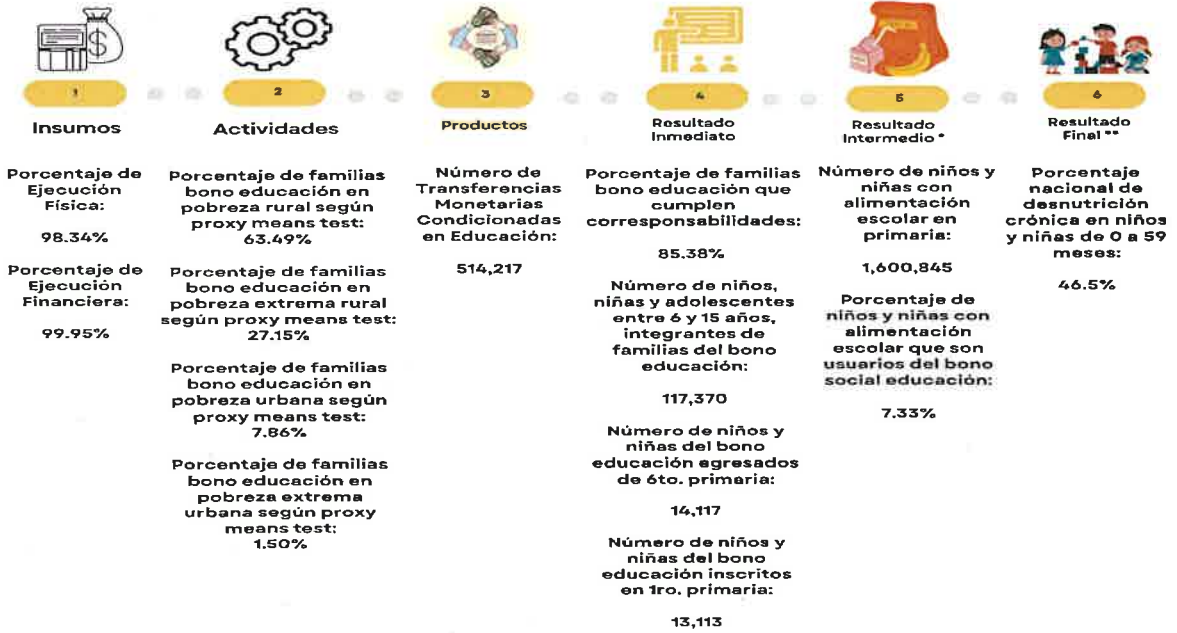 1
Insumos
Porcentaje de
Ejecución
Física:
98.34%
Porcentaje de
Ejecución
Financiera:
99.95%
2
Actividades
Porcentaje de familias
bono educación en
pobreza rural según
proxy means test:
63.49%
Porcentaje de familias
bono educación en
pobreza extrema rural
según proxy means test:
27.15%
Porcentaje de familias
bono educación en
pobreza urbana según
proxy means test:
7.86%
Porcentaje de familias
bono educación en
pobreza extrema
urbana según proxy
means test:
1.50%
3
Productos
Número de
Transferencias
Monetarias
Condicionadas
en Educación:
514,217
4
Resultado
Inmediato
Porcentaje de familias
bono educación que
cumplen
corresponsabilidades:
85.38%
Número de niños,
niñas y adolescentes
entre 6 y 15 años,
integrantes de
familias del bono
educación:
117,370
Número de niños y
niñas del bono
educación egresados
de 6to. primaria:
14,117
Número de niños y
niñas del bono
educación inscritos
en 1ro. primaria:
13,113
5
Resultado
Intermedio *
Número de niños y
niñas con
alimentación
escolar en
primaria:
1,600,845
Porcentaje de
niños y niñas con
alimentación
escolar que son
usuarios del bono
social educación:
7.33%
6
Resultado
Final **
Porcentaje
nacional de
desnutrición
crónica en niños
y niñas de 0 a 59
meses:
46.5%